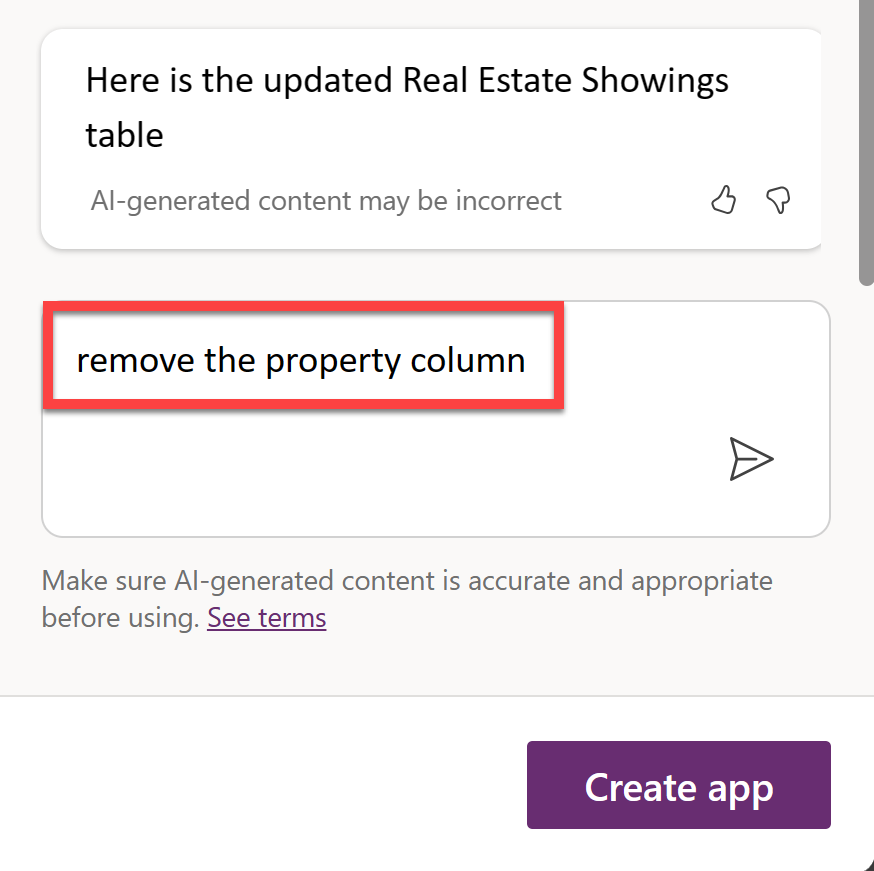 Here is the updated Real Estate Showings
table
AI-generated content may be incorrect
remove the property column
Make sure AI-generated content is accurate and appropriate
before using. See terms
Create app